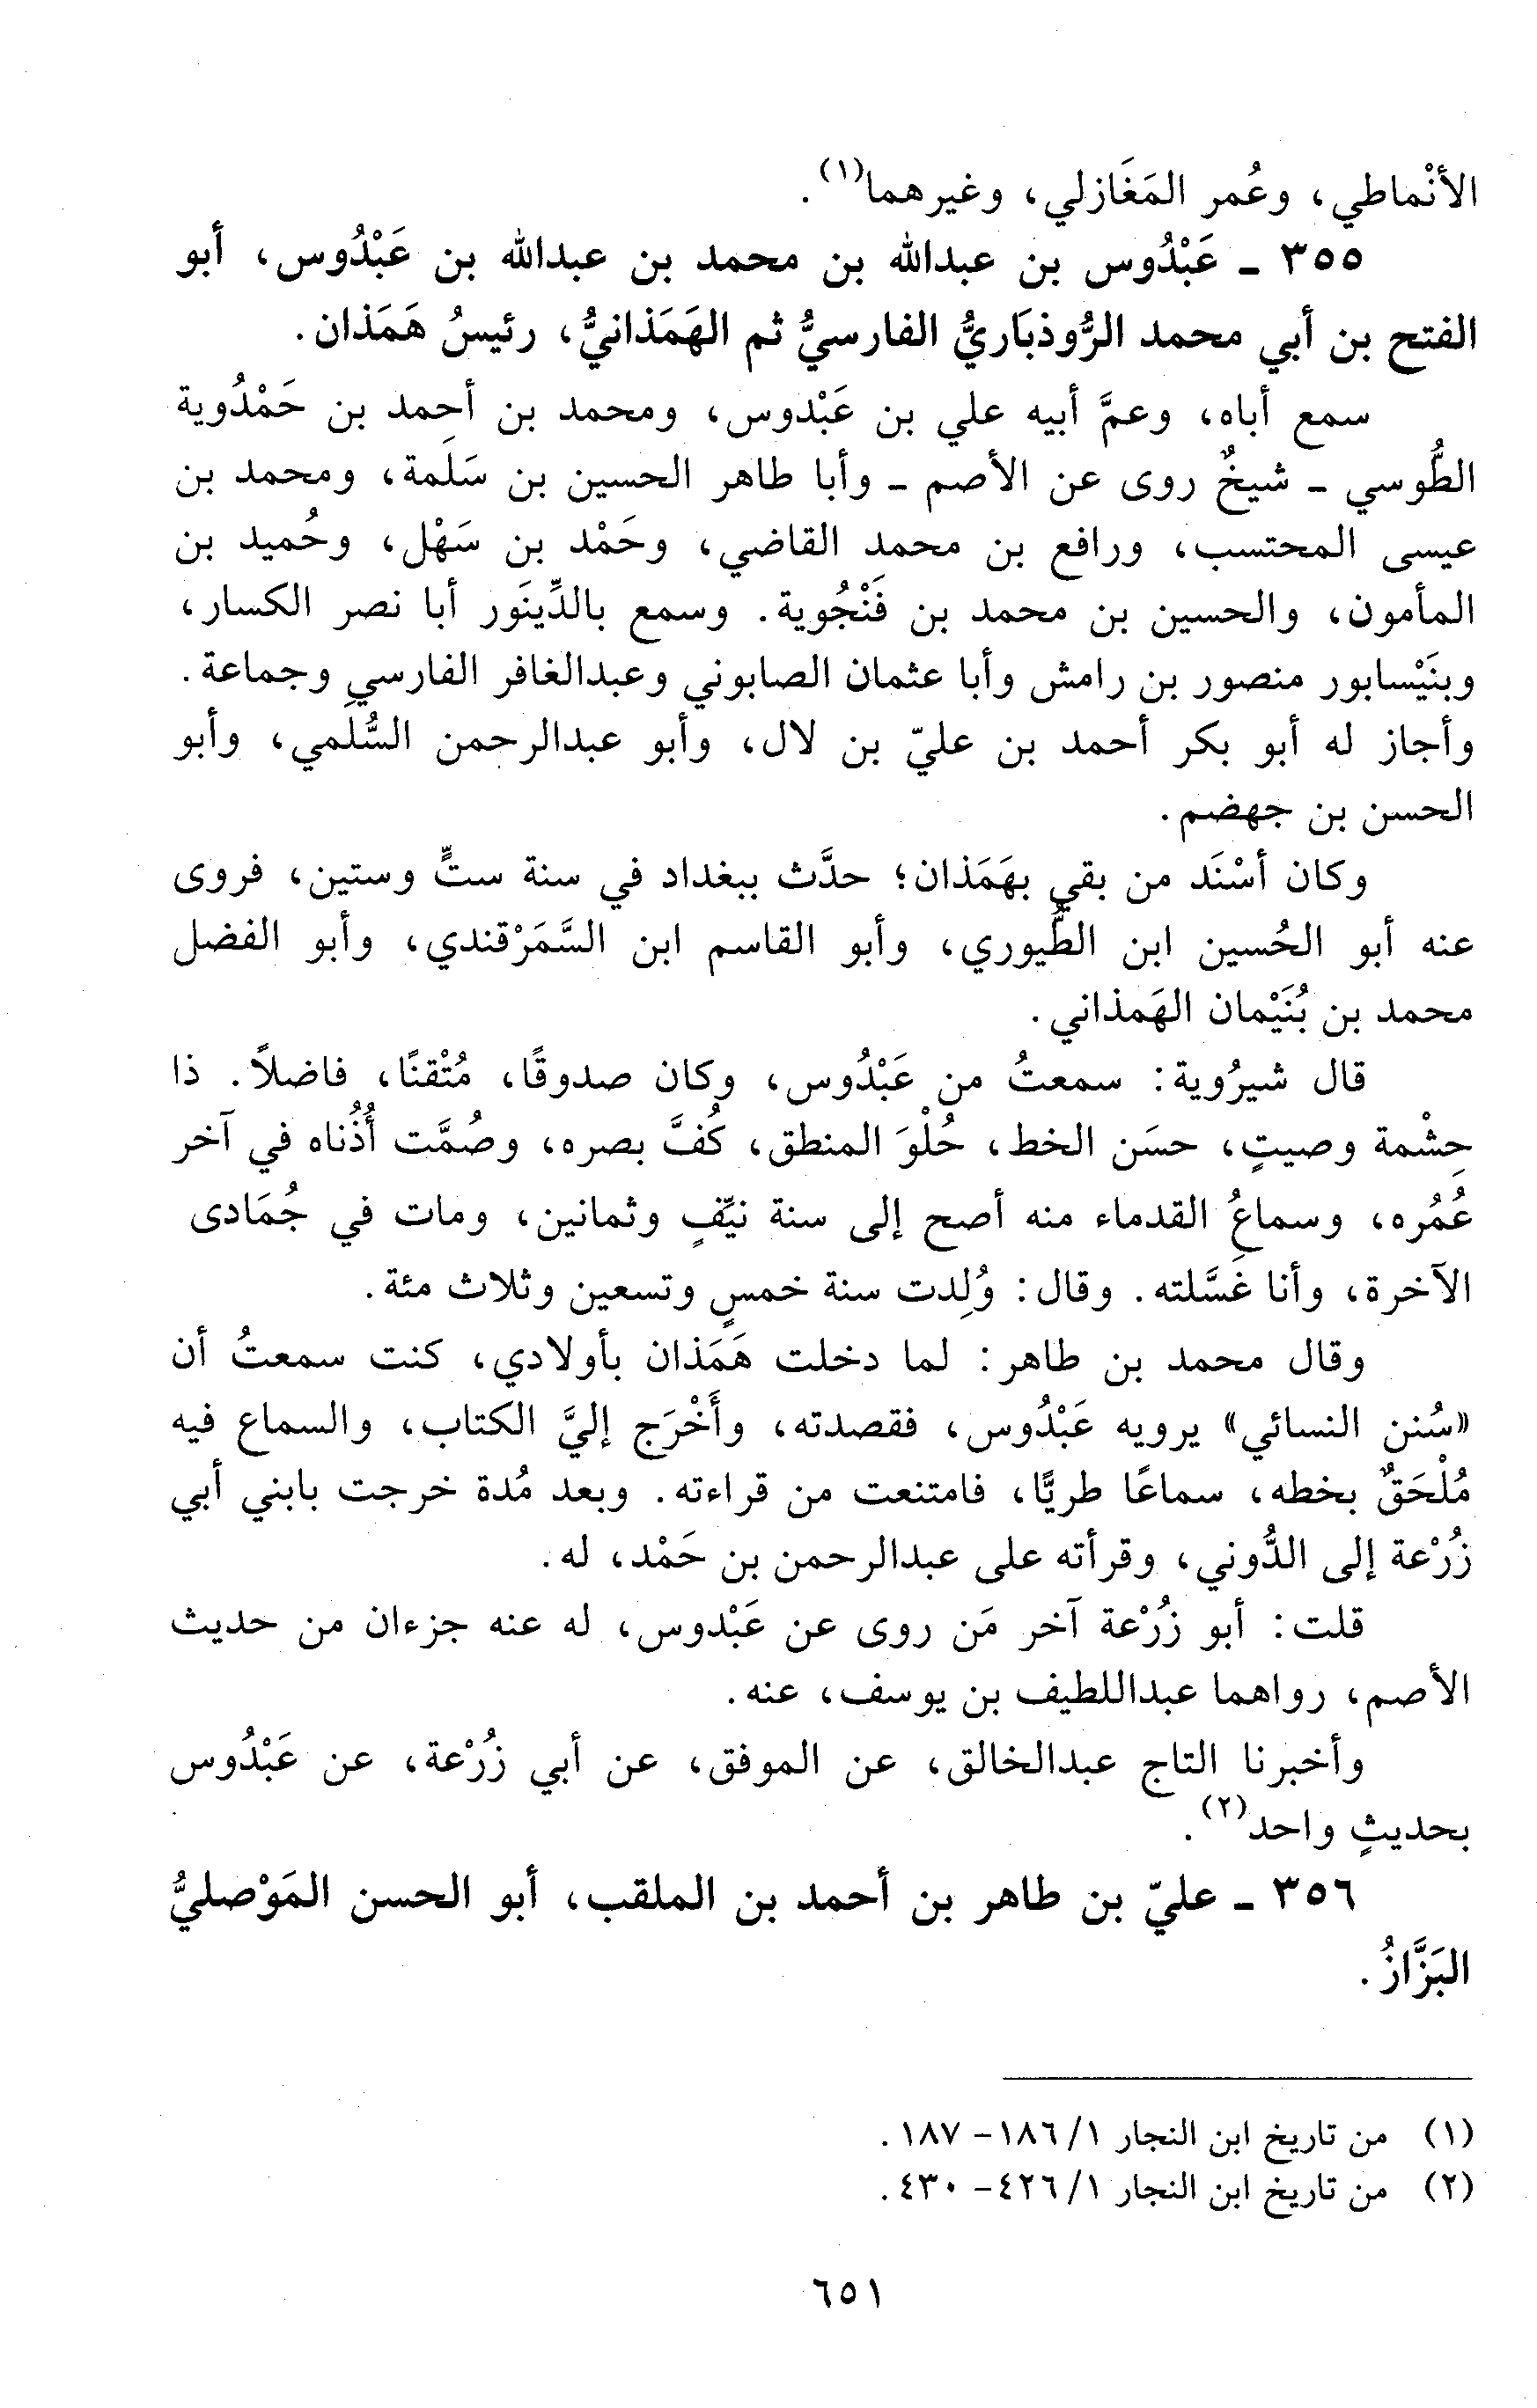 الأنْماطي، وعُمر المَغَازلي، وغيرهما(١).
٣٥٥ ـ عَبْدُوس بن عبدالله بن محمد بن عبدالله بن عَبْدُوس، أبو
الفتح بن أبي محمد الرُّوذبَاريُّ الفارسيُّ ثم الهَمَذانيُّ، رئيسُ هَمَذان.
سمع أباه، وعمَّ أبيه علي بن عَبْدوس، ومحمد بن أحمد بن حَمْدُوية
الطُّوسي ـ شيخٌ روى عن الأصم ـ وأبا طاهر الحسين بن سَلَمة، ومحمد بن
عيسى المحتسب، ورافع بن محمد القاضي، وحَمْد بن سَهْل، وحُميد بن
المأمون، والحسين بن محمد بن فَنْجُوية. وسمع بالدِّينَور أبا نصر الكسار،
وبنَيْسابور منصور بن رامش وأبا عثمان الصابوني وعبدالغافر الفارسي وجماعة.
وأجاز له أبو بكر أحمد بن عليّ بن لال، وأبو عبدالرحمن السُّلَمي، وأبو
الحسن بن جهضم.
وكان أسْنَد من بقي بهَمَذان؛ حدَّث ببغداد في سنة ستٍّ وستين، فروى
عنه أبو الحُسين ابن الطُّيوري، وأبو القاسم ابن السَّمَرْقندي، وأبو الفضل
محمد بن بُنَيْمان الهَمذاني.
قال شيرُوية: سمعتُ من عَبْدُوس، وكان صدوقًا، مُتْقنًا، فاضلاً. ذا
حِشْمة وصيتٍ، حسَن الخط، حُلْوَ المنطق، كُفَّ بصره، وصُمَّت أُذُناه في آخر
عُمُره، وسماعُ القدماء منه أصح إلى سنة نيِّفٍ وثمانين، ومات في جُمَادى
الآخرة، وأنا غَسَّلته. وقال: وُلِدت سنة خمسٍ وتسعين وثلاث مئة.
وقال محمد بن طاهر: لما دخلت هَمَذان بأولادي، كنت سمعتُ أن
«سُنن النسائي» يرويه عَبْدُوس، فقصدته، وأَخْرَج إليَّ الكتاب، والسماع فيه
مُلْحَقٌ بخطه، سماعًا طريًّا، فامتنعت من قراءته. وبعد مُدة خرجت بابني أبي
زُرْعة إلى الدُّوني، وقرأته على عبدالرحمن بن حَمْد، له.
قلت: أبو زُرْعة آخر مَن روى عن عَبْدوس، له عنه جزءان من حديث
الأصم، رواهما عبداللطيف بن يوسف، عنه.
وأخبرنا التاج عبدالخالق، عن الموفق، عن أبي زُرْعة، عن عَبْدُوس
بحديثٍ واحد(٢).
٣٥٦ ـ عليّ بن طاهر بن أحمد بن الملقب، أبو الحسن المَوْصليُّ
البَزَّازُ.
(١) من تاريخ ابن النجار ١/ ١٨٦- ١٨٧.
(٢) من تاريخ ابن النجار ١/ ٤٢٦- ٤٣٠.
٦٥١